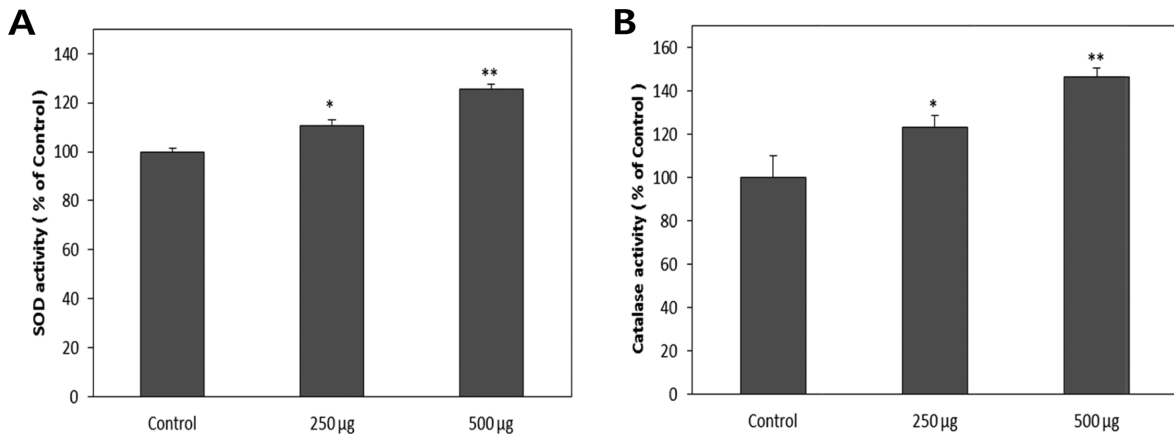 A
SOD activity ( % of Control )
140
120
100
80
60
40
20
0
*
**
Control
250 µg
500 µg
B
Catalase activity ( % of Control )
160
140
120
100
80
60
40
20
0
*
**
Control
250 µg
500 µg